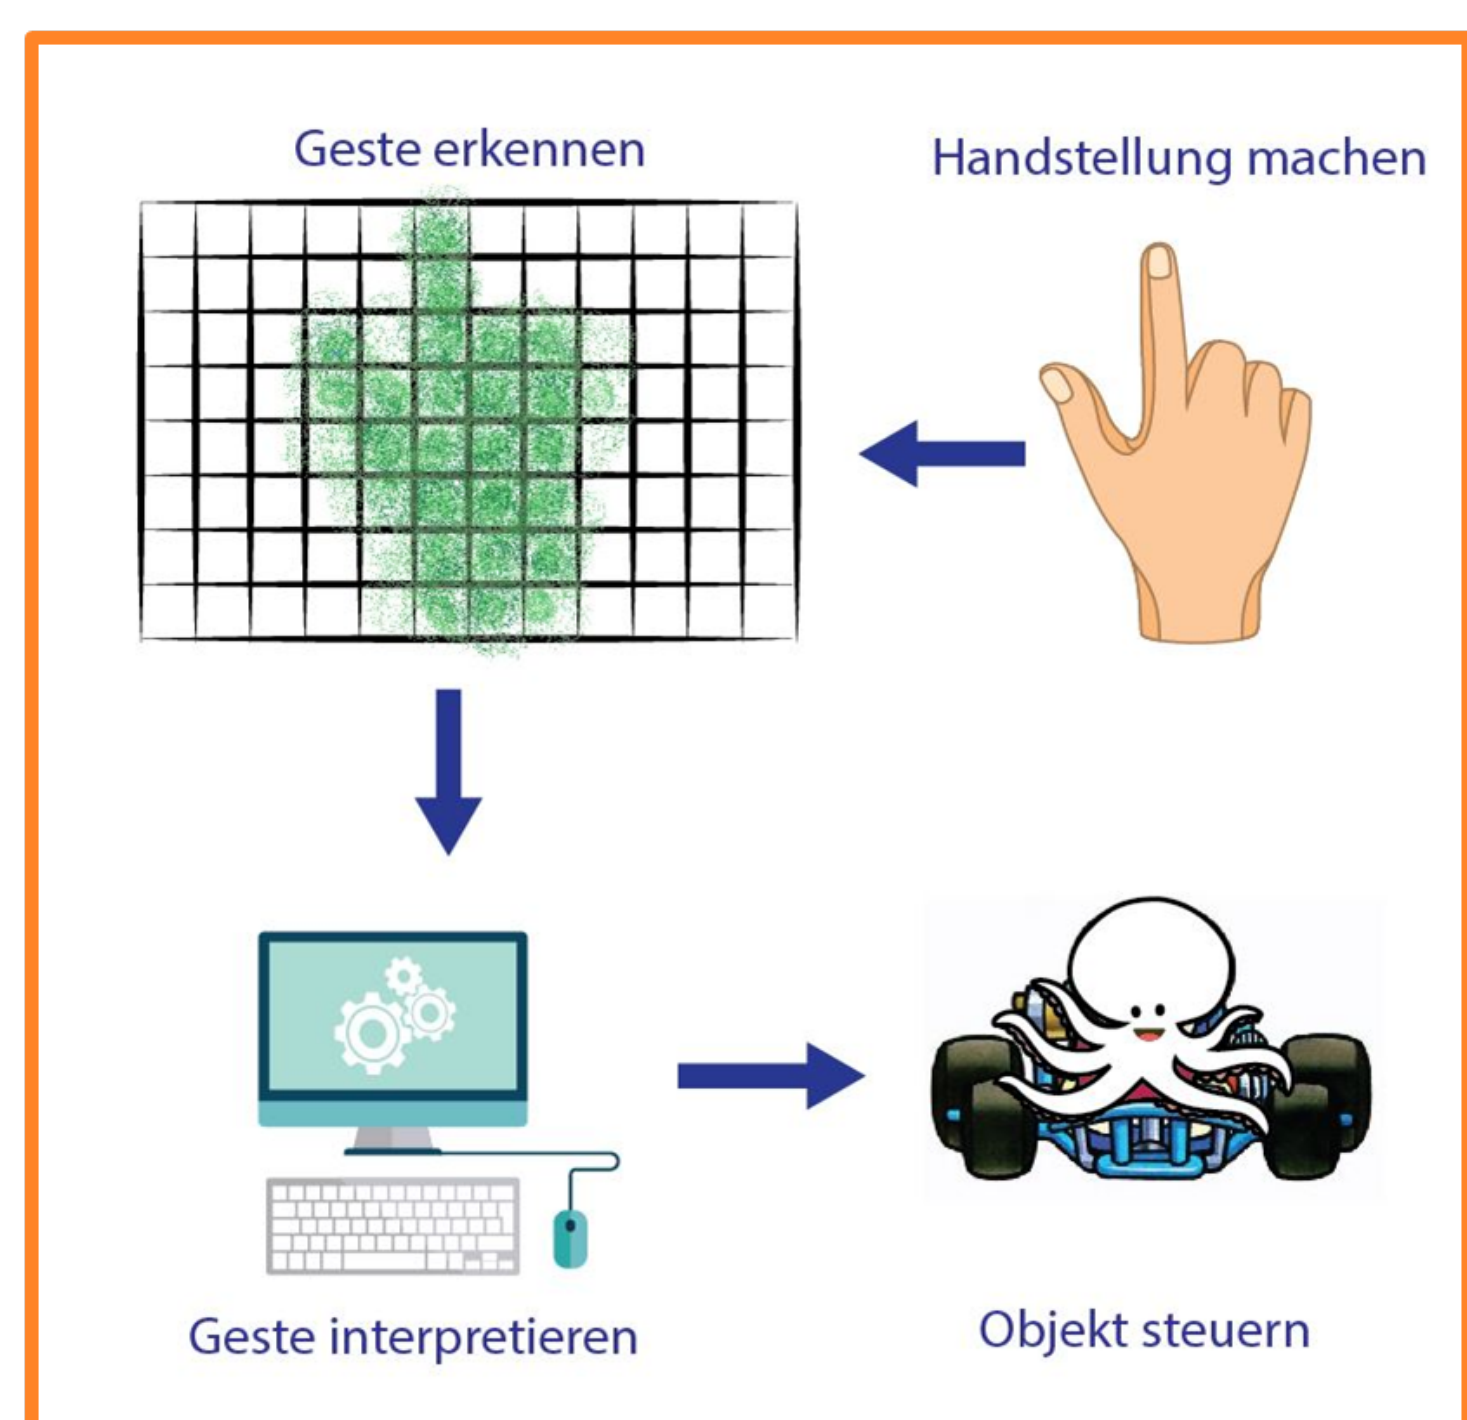 Geste erkennen
Handstellung machen
Geste interpretieren
Objekt steuern